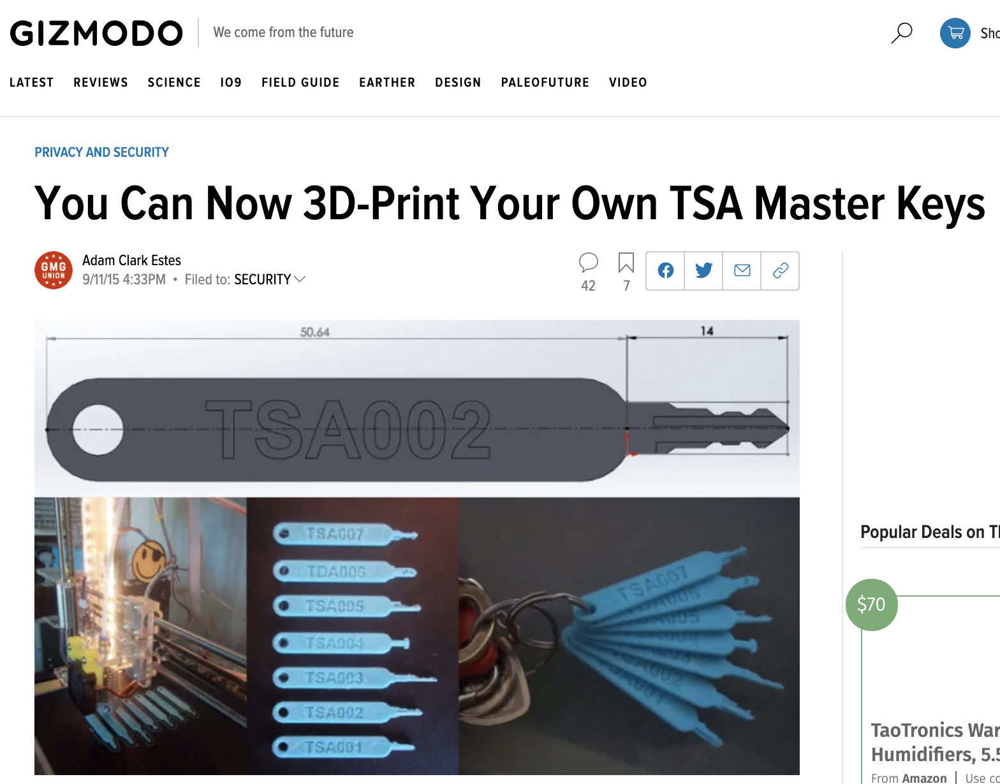 GIZMODO
We come from the future
Sho
LATEST REVIEWS SCIENCE IO9 FIELD GUIDE EARTHER DESIGN PALEOFUTURE VIDEO
PRIVACY AND SECURITY
You Can Now 3D-Print Your Own TSA Master Keys
GMG
UNION
Adam Clark Estes
9/11/15 4:33PM • Filed to: SECURITY
42
7
50.64
14
TSA002
TSA007
TDA006
TSA005
TSA004
TSA003
TSA002
TSA001
TSA007
Popular Deals on Th
$70
TaoTronics War
Humidifiers, 5.5
From Amazon | Use co